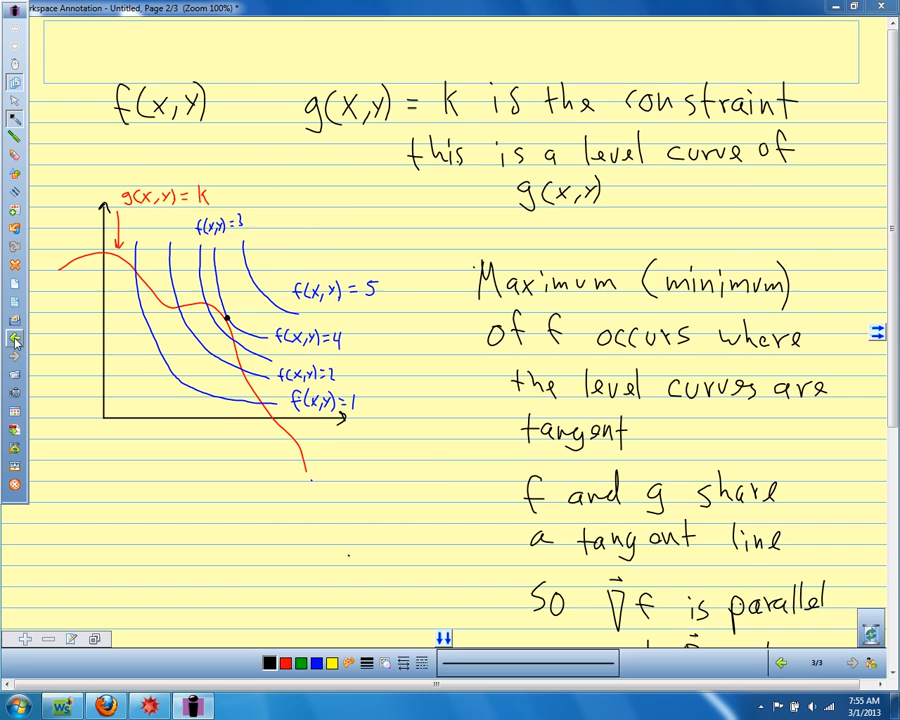 rkspace Annotation - Untitled, Page 2/3 (Zoom 100%) *
f(x,y) g(x,y) = k is the constraint
this is a level curve of
g(x,y)
g(x,y) = k
f(x,y)=3
f(x,y) = 5
f(x,y)=4
f(x,y)=2
f(x,y)=1
Maximum (minimum)
of f occurs where
the level curves are
tangent
f and g share
a tangent line
So ∇⃗f is parallel
3/3
7:55 AM
3/1/2013